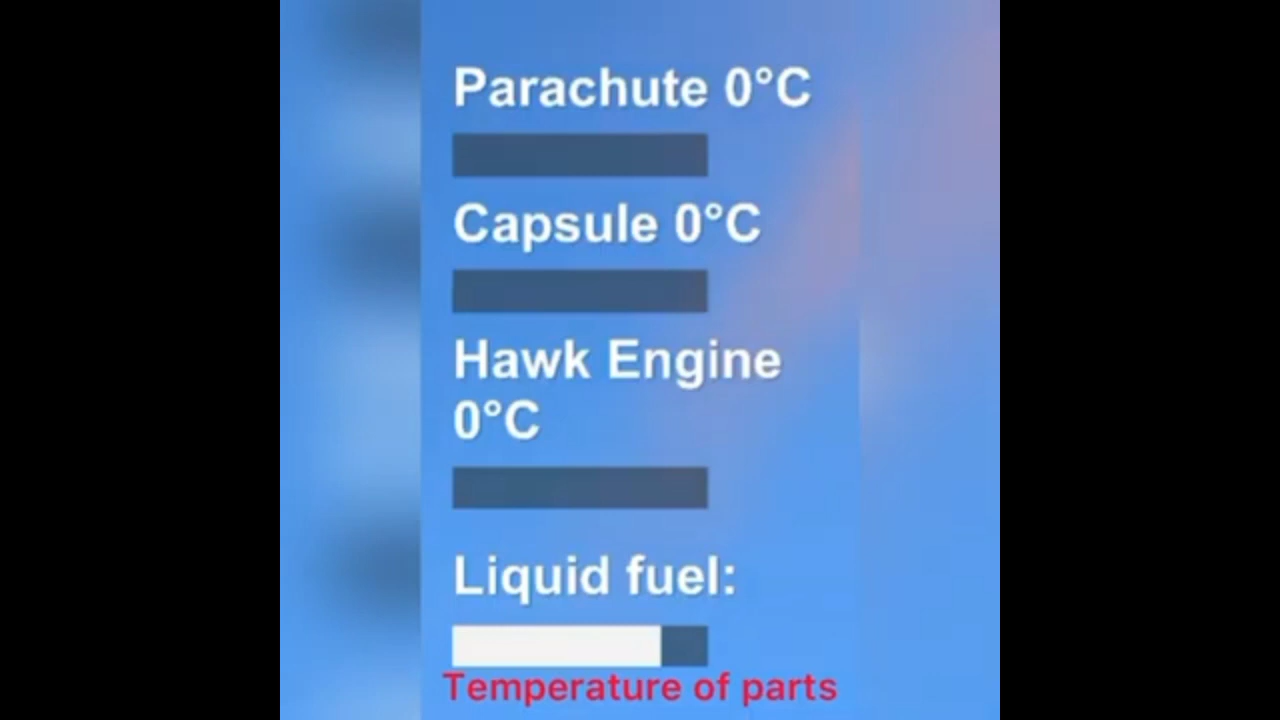 Parachute 0°C
Capsule 0°C
Hawk Engine
0°C
Liquid fuel:
Temperature of parts